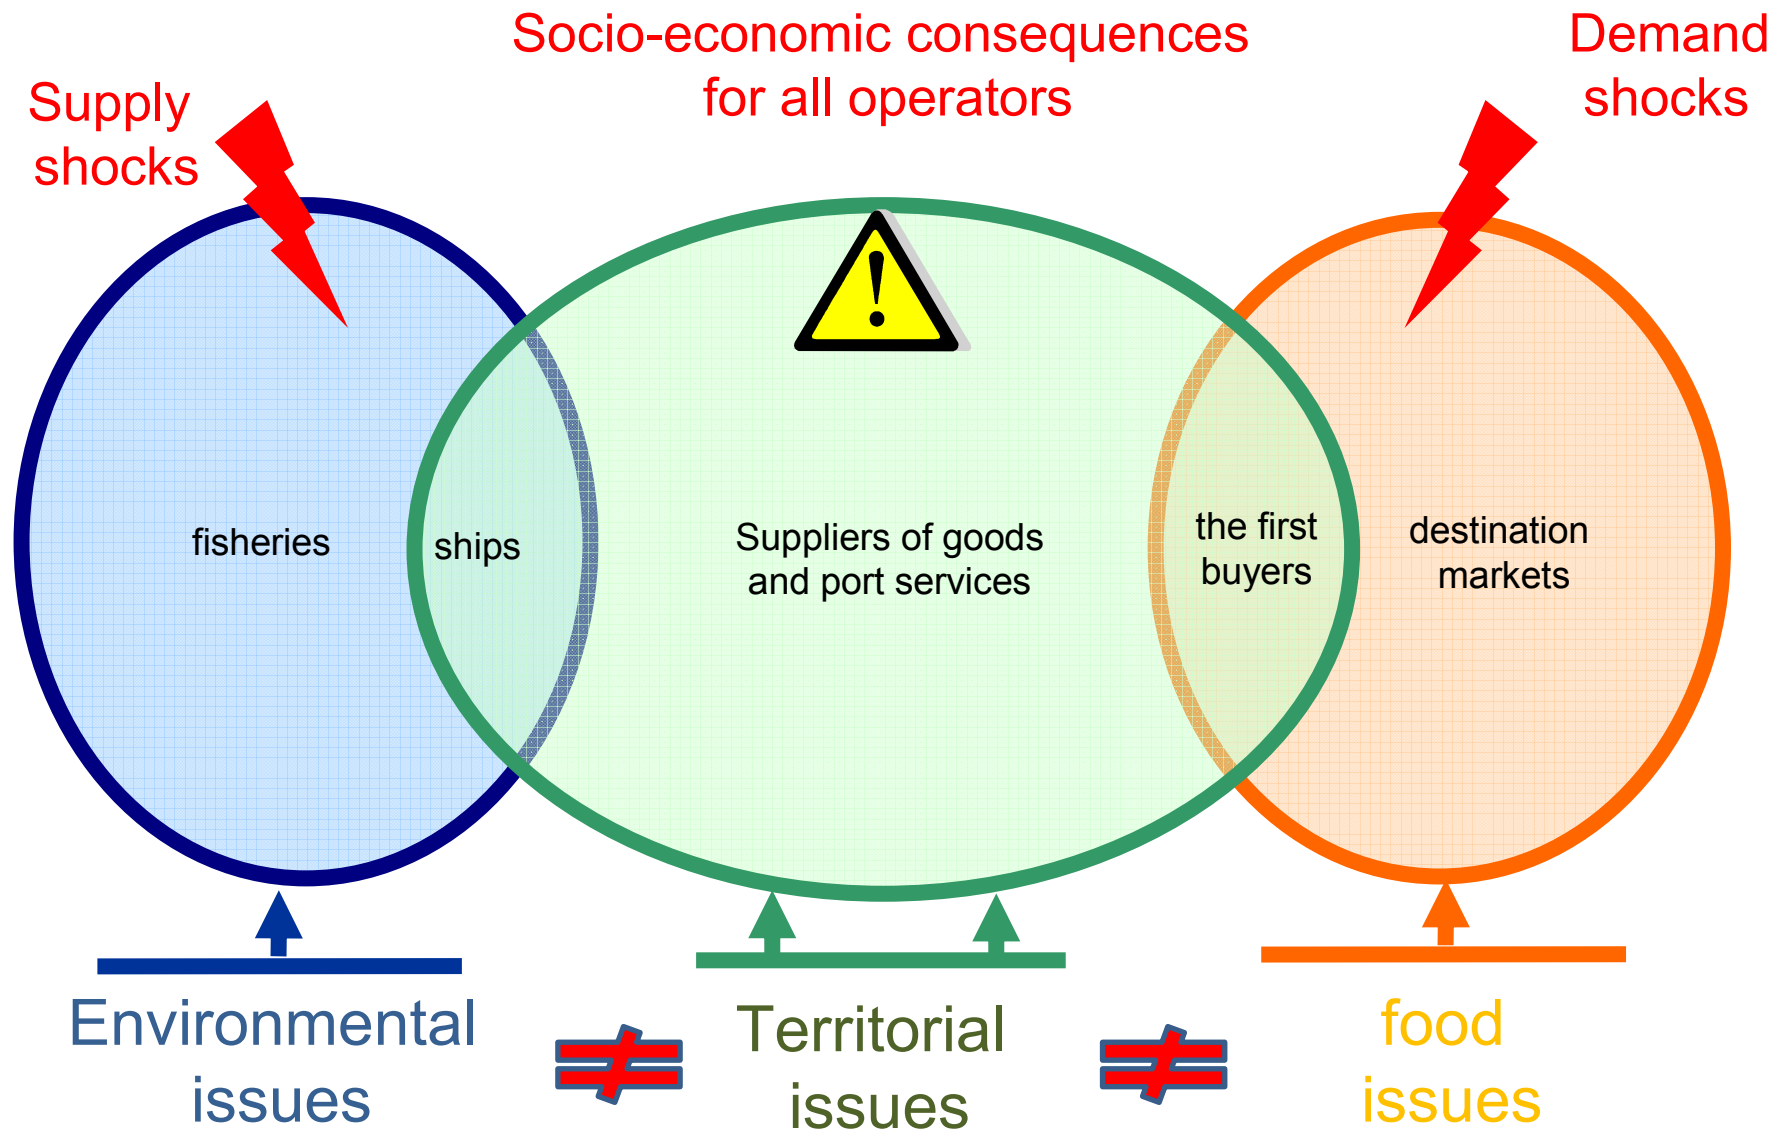 Socio-economic consequences
for all operators
Demand
shocks
Supply
shocks
!
fisheries
ships
Suppliers of goods
and port services
the first
buyers
destination
markets
Environmental
issues
≠
Territorial
issues
≠
food
issues